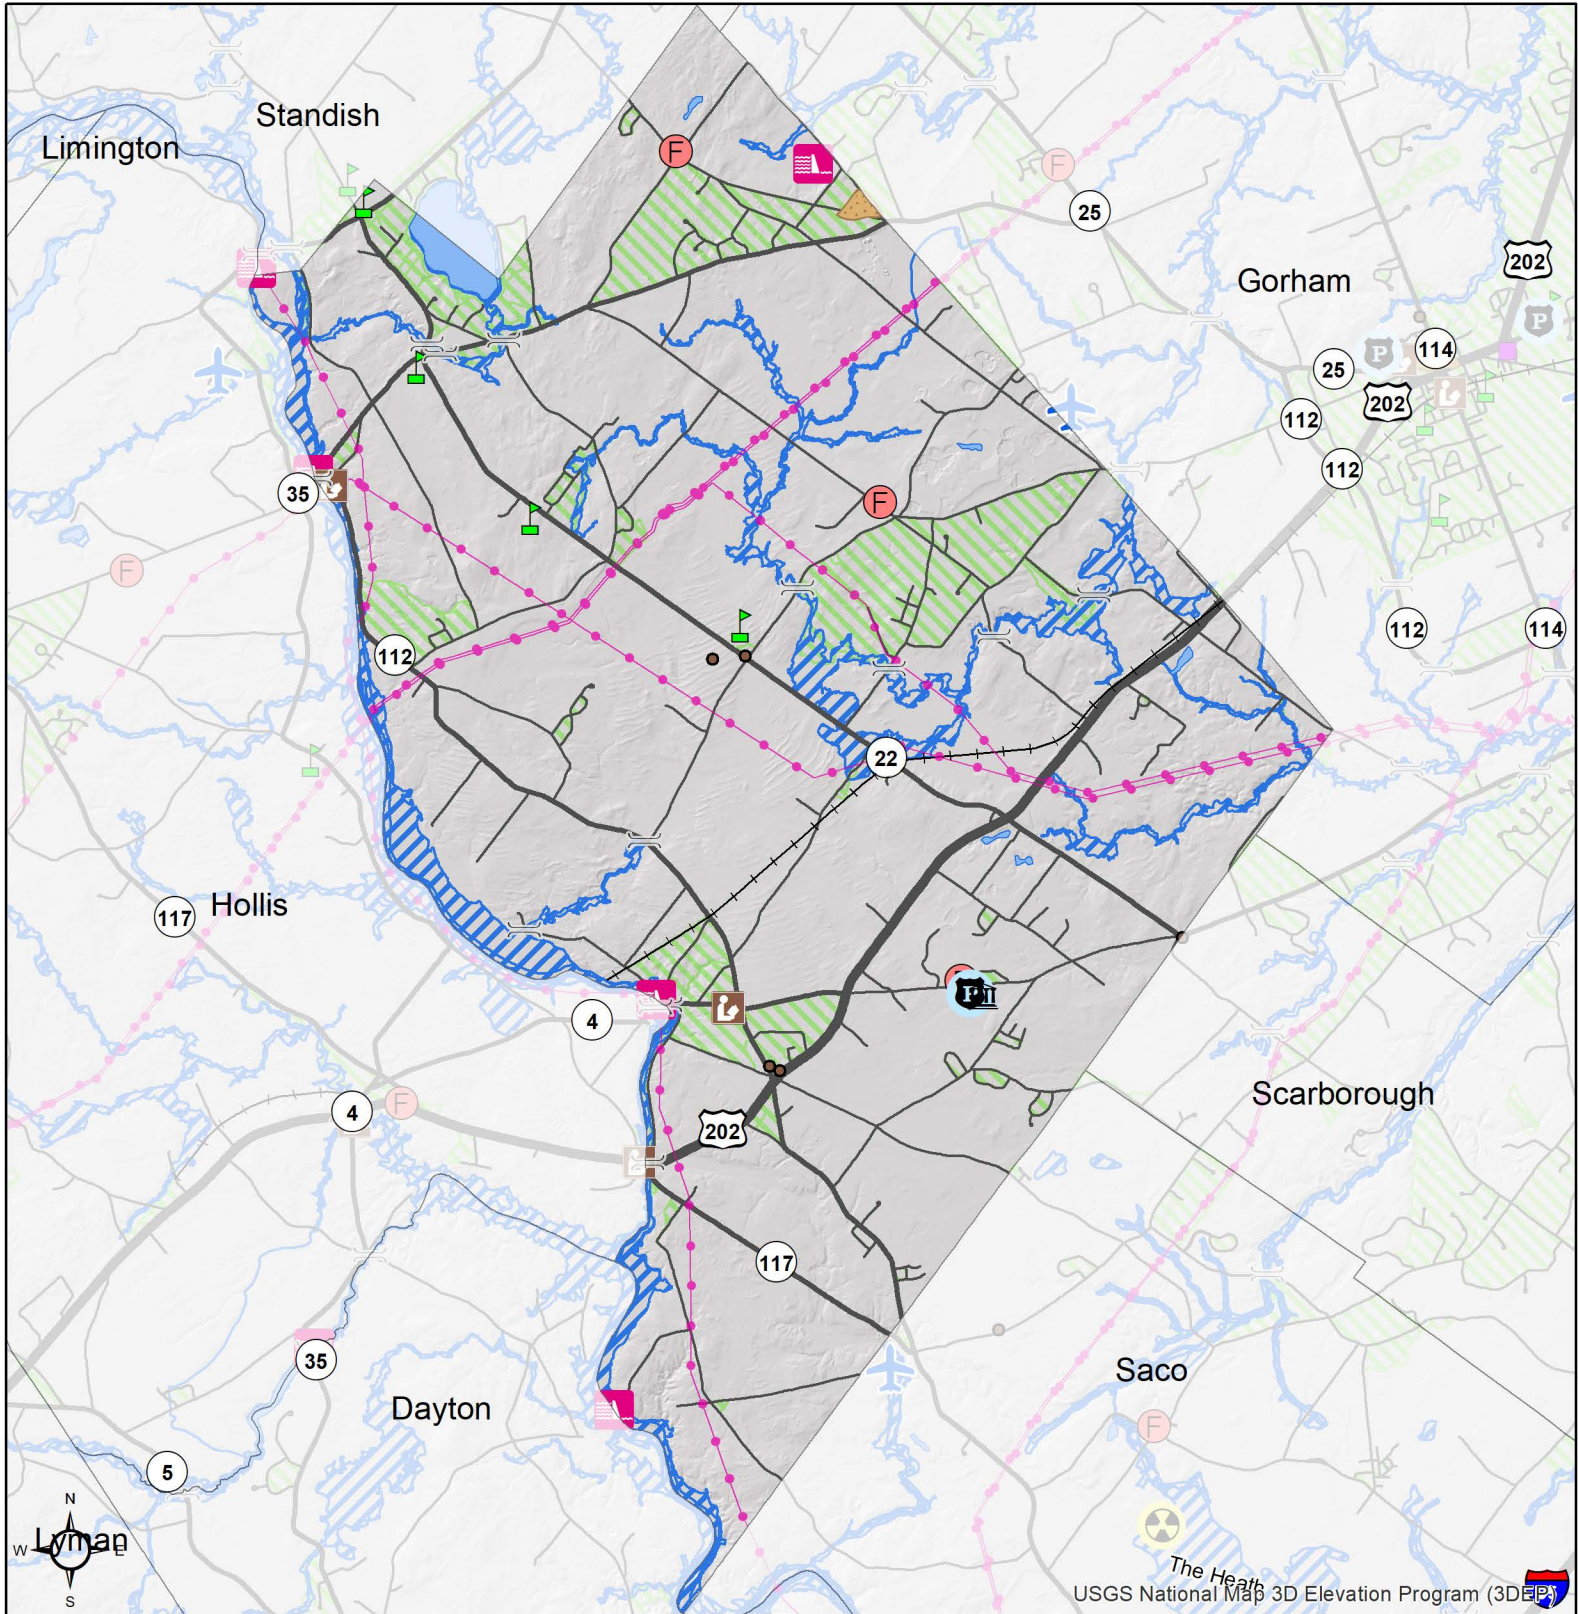 Standish
Limington
F
F
25
202
Gorham
P
P
114
25
202
112
112
35
F
F
112
112
114
22
Hollis
117
P
4
Scarborough
4
F
202
117
35
Saco
Dayton
F
5
N
W
Lyman
E
S
The Heath
USGS National Map 3D Elevation Program (3DEP)